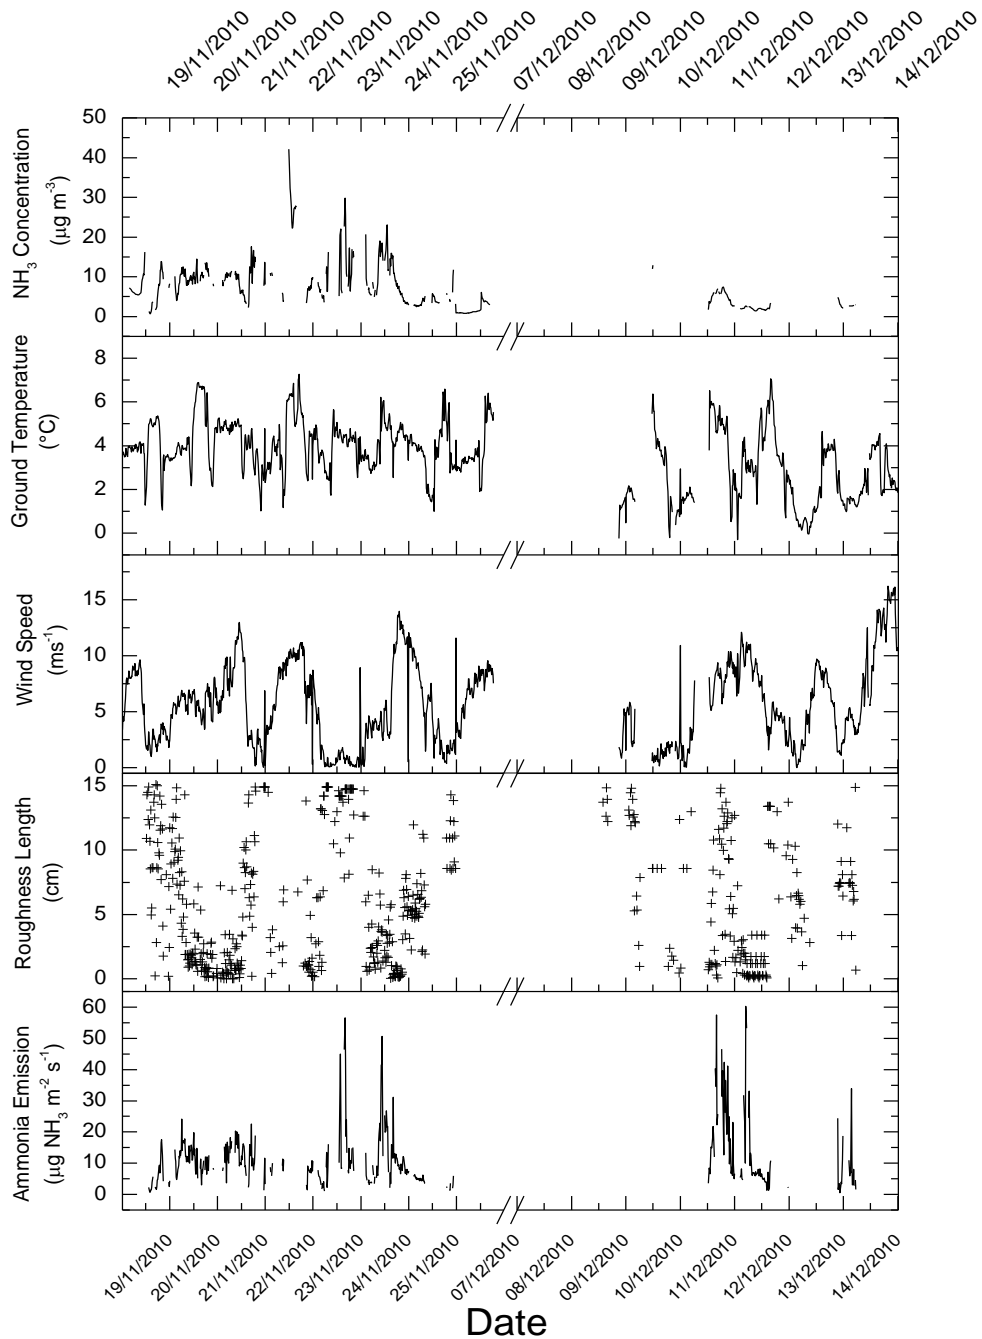 19/11/2010 20/11/2010 21/11/2010 22/11/2010 23/11/2010 24/11/2010 25/11/2010 07/12/2010 08/12/2010 09/12/2010 10/12/2010 11/12/2010 12/12/2010 13/12/2010 14/12/2010
NH3 Concentration
(µg m-3)
50
40
30
20
10
0
Ground Temperature
(°C)
8
6
4
2
0
Wind Speed
(ms-1)
15
10
5
0
Roughness Length
(cm)
15
10
5
0
Ammonia Emission
(µg NH3 m-2 s-1)
60
50
40
30
20
10
0
19/11/2010 20/11/2010 21/11/2010 22/11/2010 23/11/2010 24/11/2010 25/11/2010 07/12/2010 09/12/2010 10/12/2010 11/12/2010 12/12/2010 13/12/2010 14/12/2010
Date